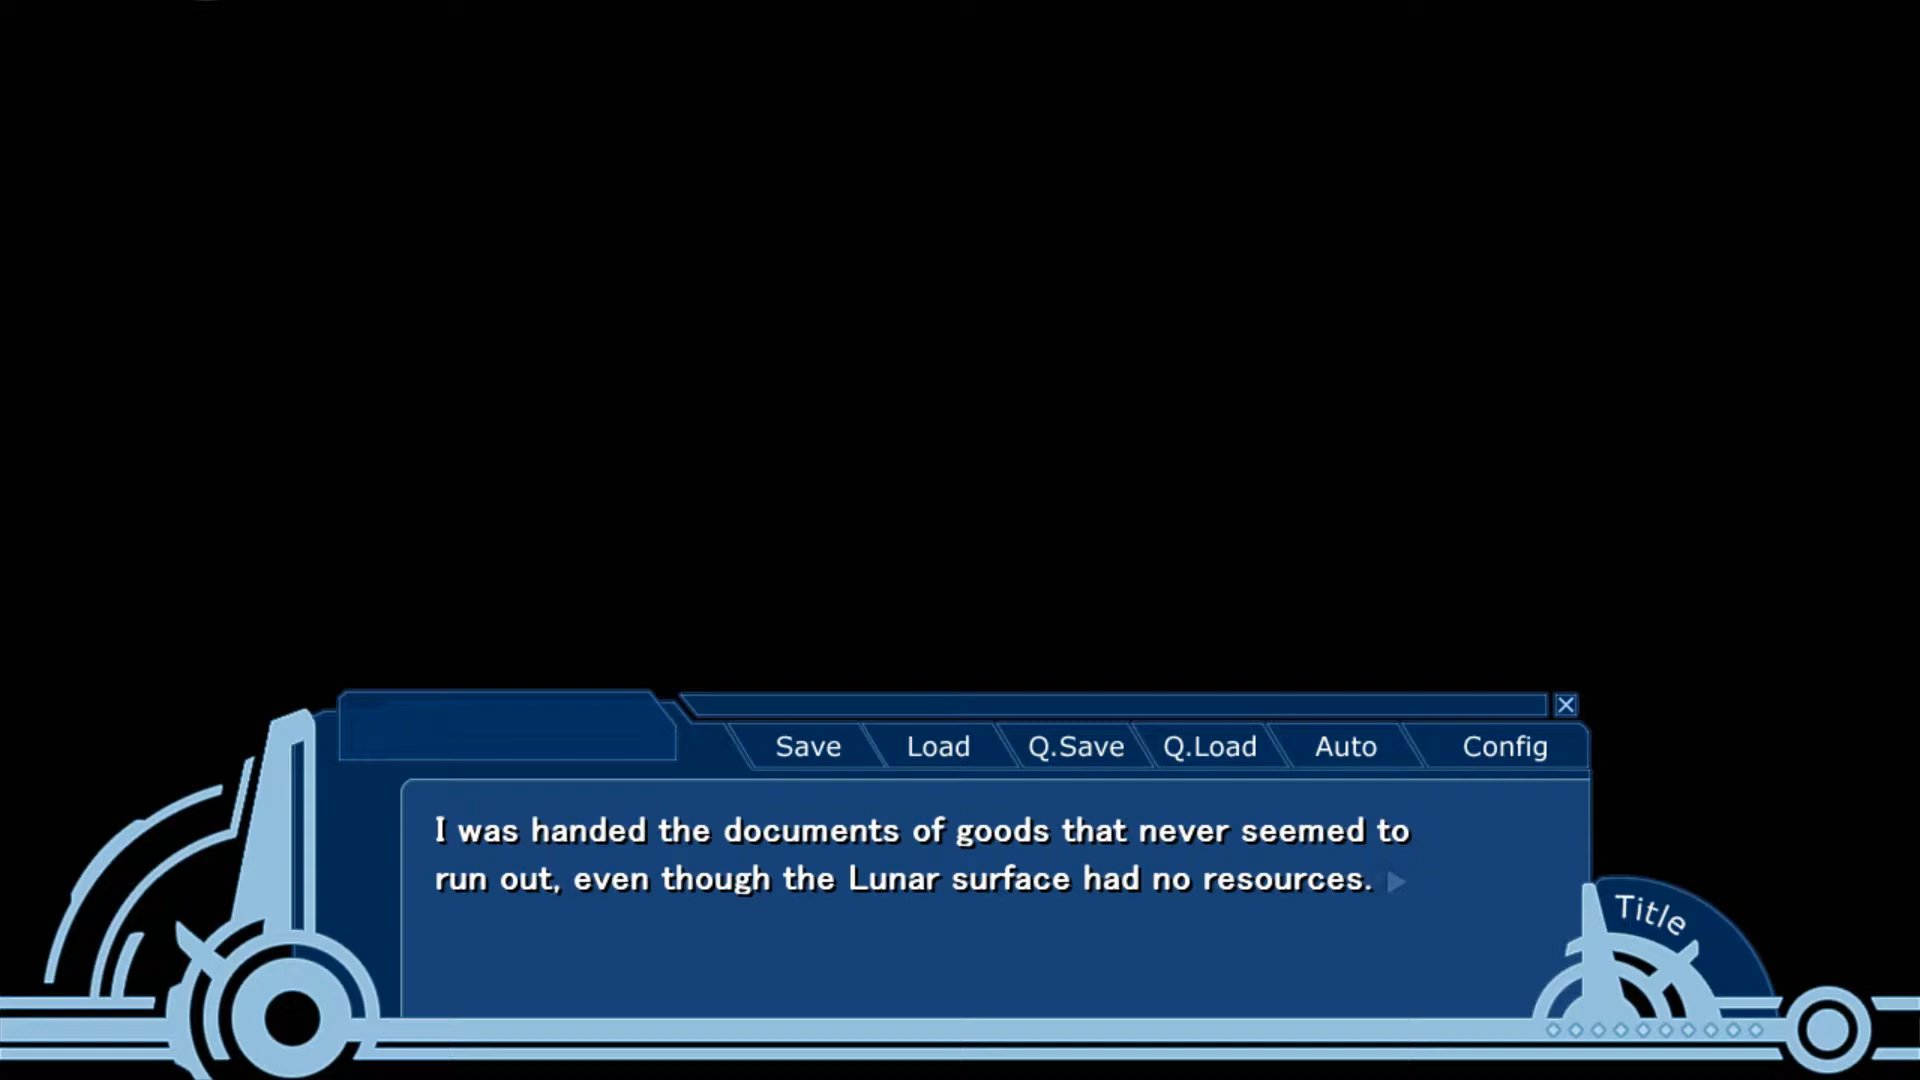 Save Load Q.Save Q.Load Auto Config
I was handed the documents of goods that never seemed to
run out, even though the Lunar surface had no resources.
Title